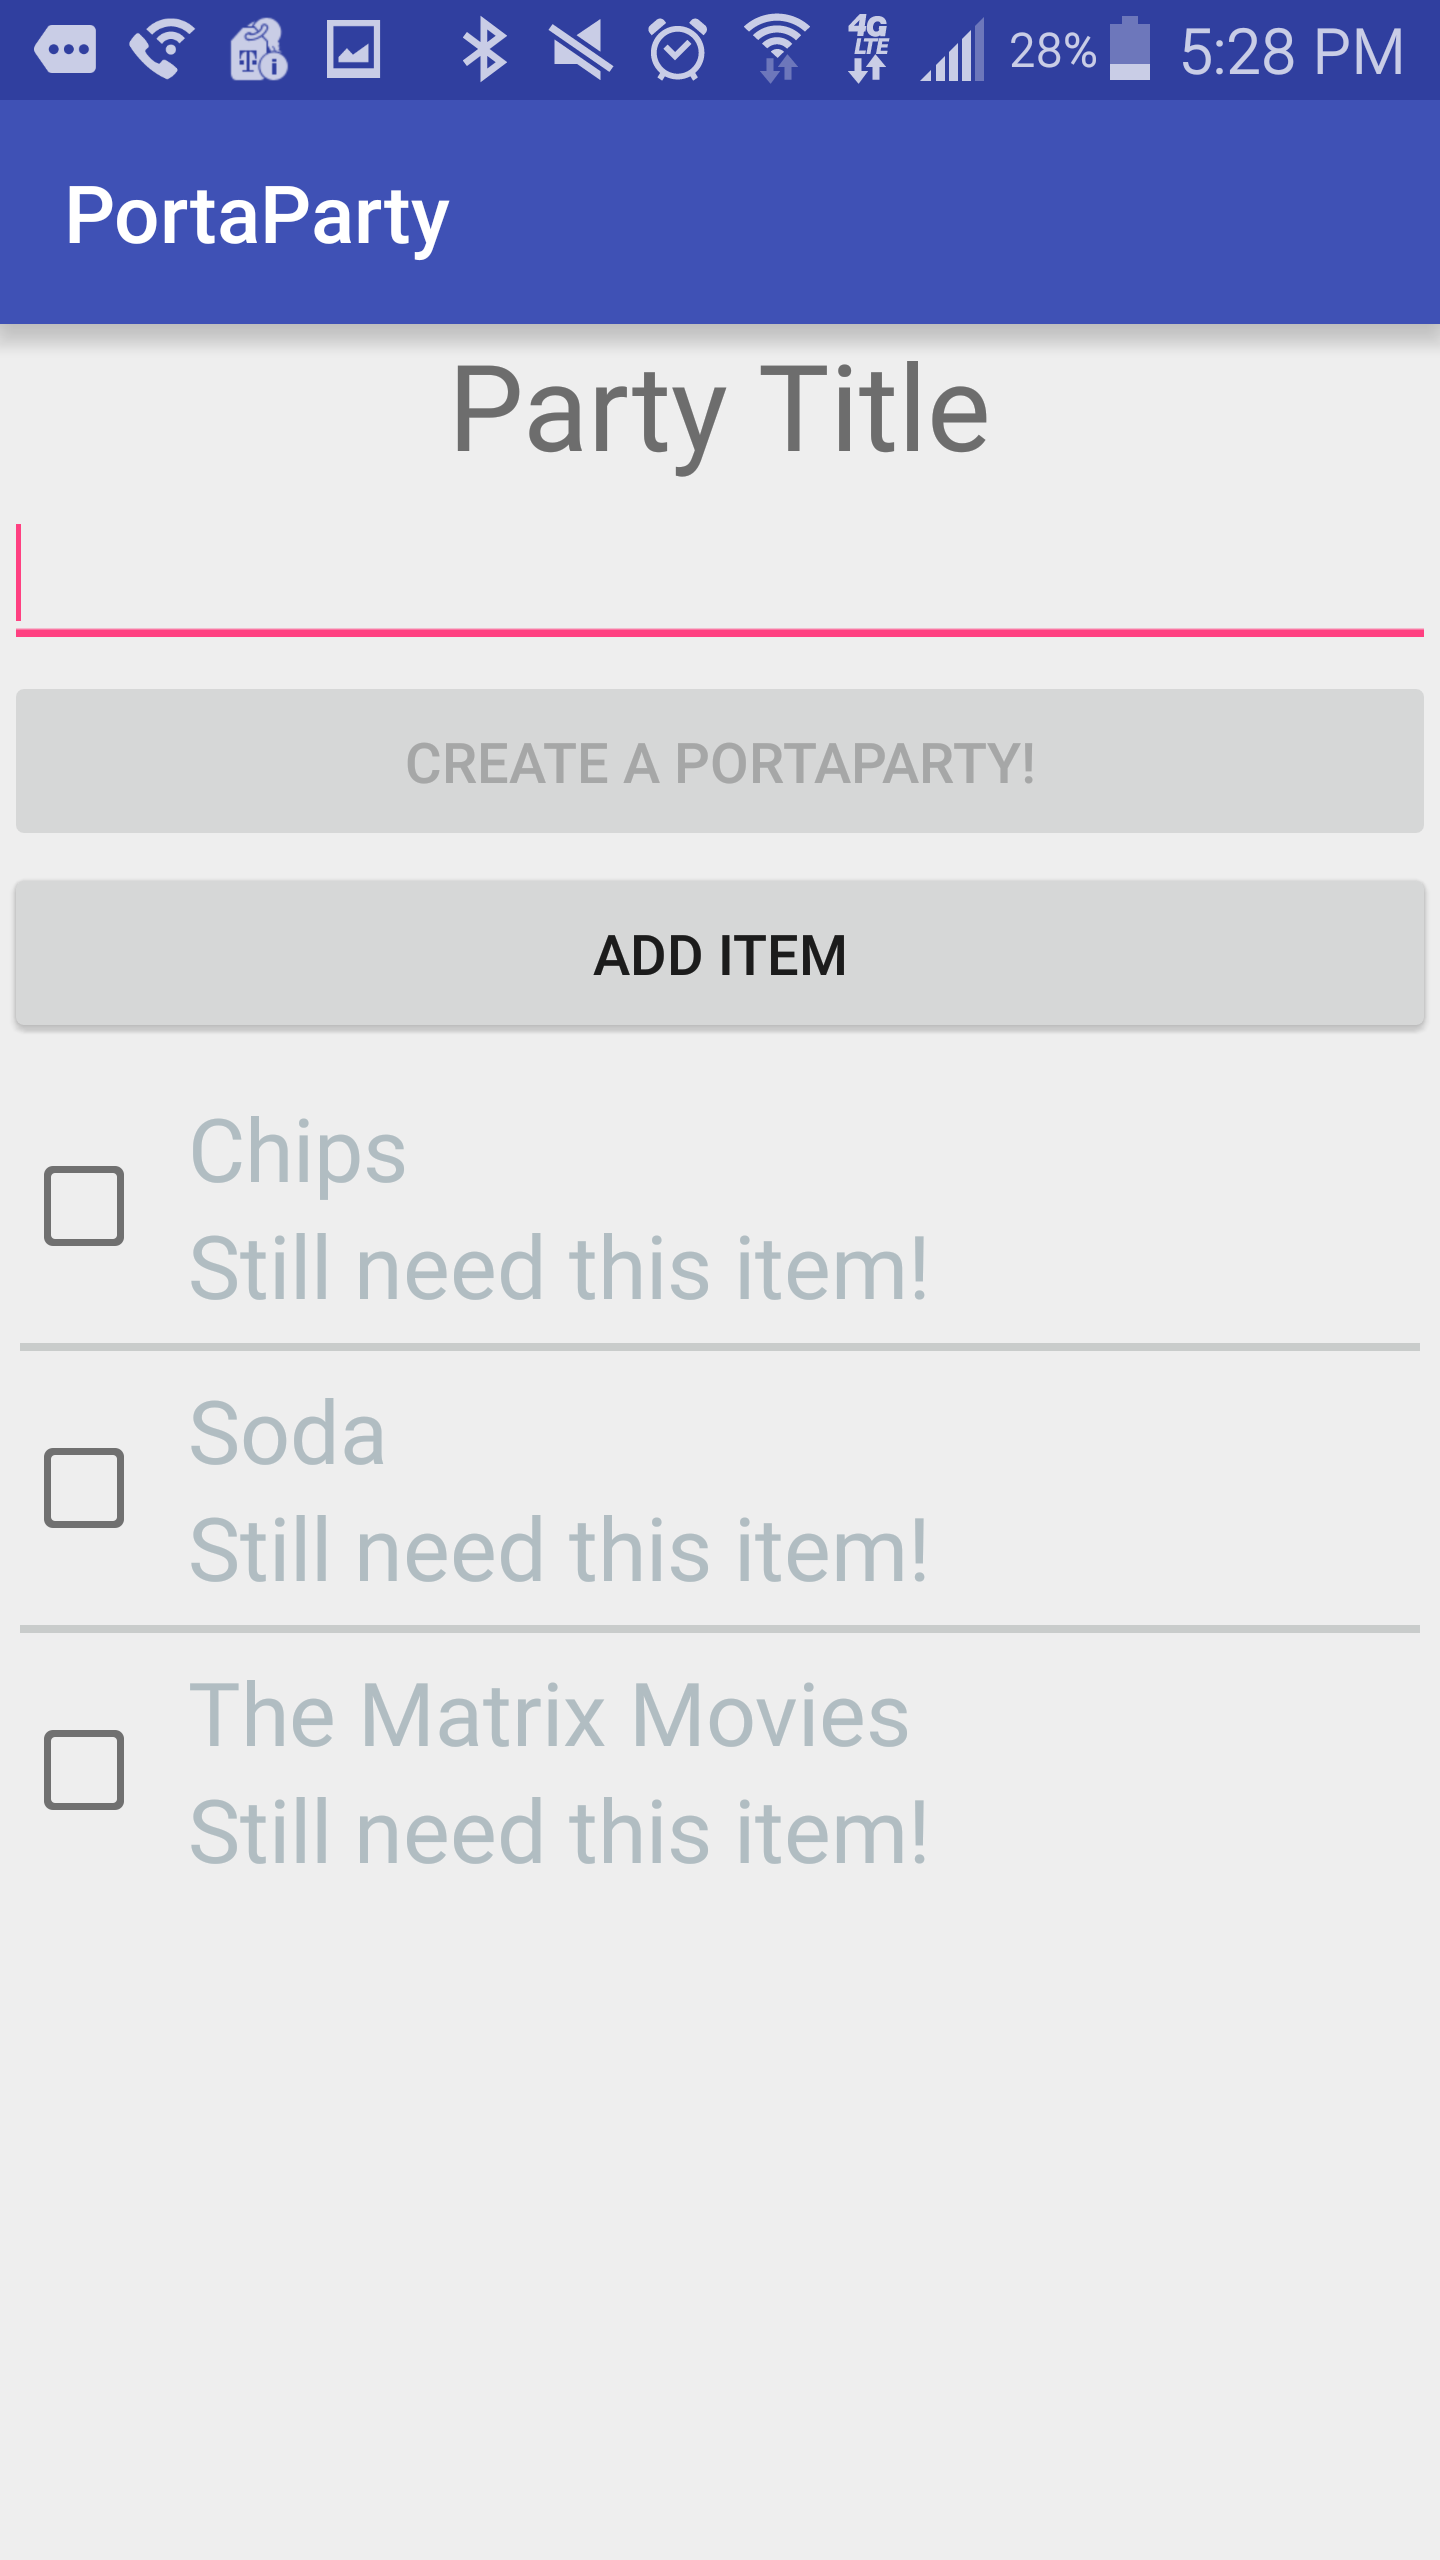 4G LTE 28% 5:28 PM
PortaParty
Party Title
CREATE A PORTAPARTY!
ADD ITEM
Chips
Still need this item!
Soda
Still need this item!
The Matrix Movies
Still need this item!